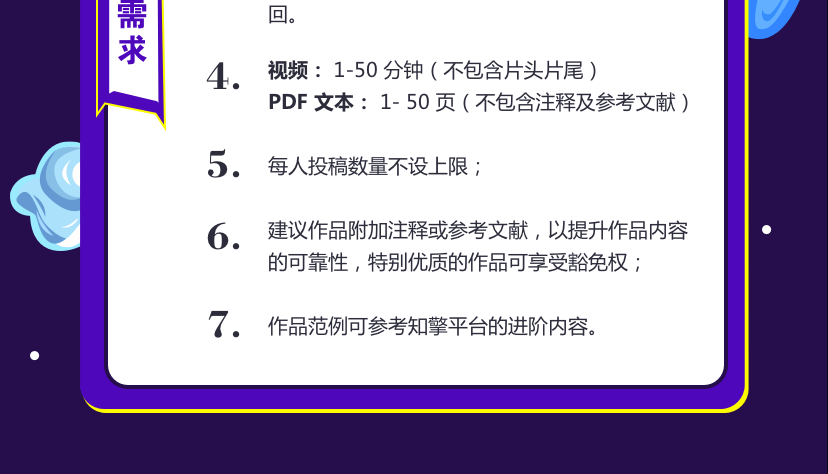 需求
回。
4. 视频： 1-50 分钟（不包含片头片尾）
PDF 文本： 1- 50 页（不包含注释及参考文献）
5. 每人投稿数量不设上限；
6. 建议作品附加注释或参考文献，以提升作品内容
的可靠性，特别优质的作品可享受豁免权；
7. 作品范例可参考知擎平台的进阶内容。